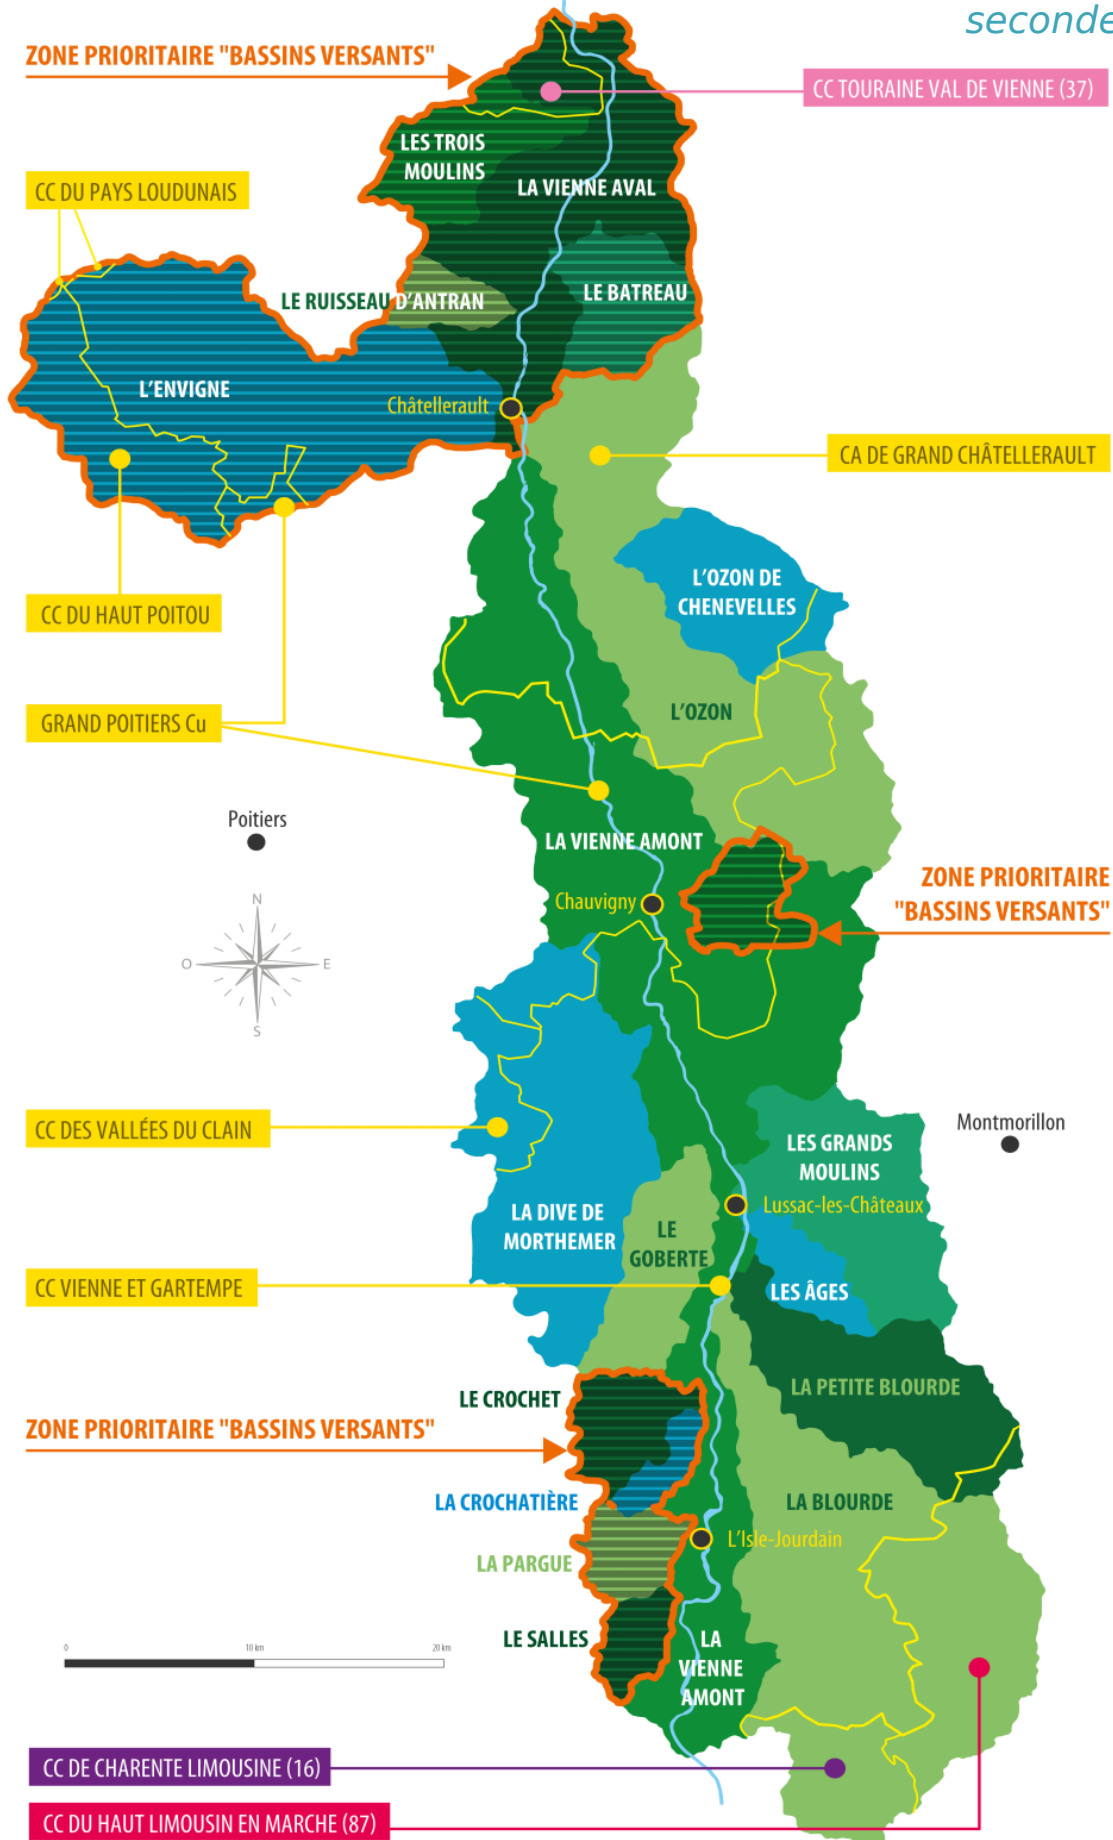 seconde
ZONE PRIORITAIRE "BASSINS VERSANTS"
CC TOURAINE VAL DE VIENNE (37)
LES TROIS
MOULINS
LA VIENNE AVAL
CC DU PAYS LOUDUNAIS
LE RUISSEAU D'ANTRAN
LE BATREAU
L'ENVIGNE
Châtellerault
CA DE GRAND CHÂTELLERAULT
L'OZON DE
CHENEVELLES
CC DU HAUT POITOU
L'OZON
GRAND POITIERS Cu
Poitiers
LA VIENNE AMONT
ZONE PRIORITAIRE
"BASSINS VERSANTS"
Chauvigny
N
O
E
S
CC DES VALLÉES DU CLAIN
Montmorillon
LES GRANDS
MOULINS
Lussac-les-Châteaux
LA DIVE DE
MORTHEMER
LE
GOBERTE
CC VIENNE ET GARTEMPE
LES ÂGES
LA PETITE BLOURDE
LE CROCHET
ZONE PRIORITAIRE "BASSINS VERSANTS"
LA CROCHATIÈRE
LA BLOURDE
L'Isle-Jourdain
LA PARGUE
LE SALLES
LA
VIENNE
AMONT
0 10 km 20 km
CC DE CHARENTE LIMOUSINE (16)
CC DU HAUT LIMOUSIN EN MARCHE (87)